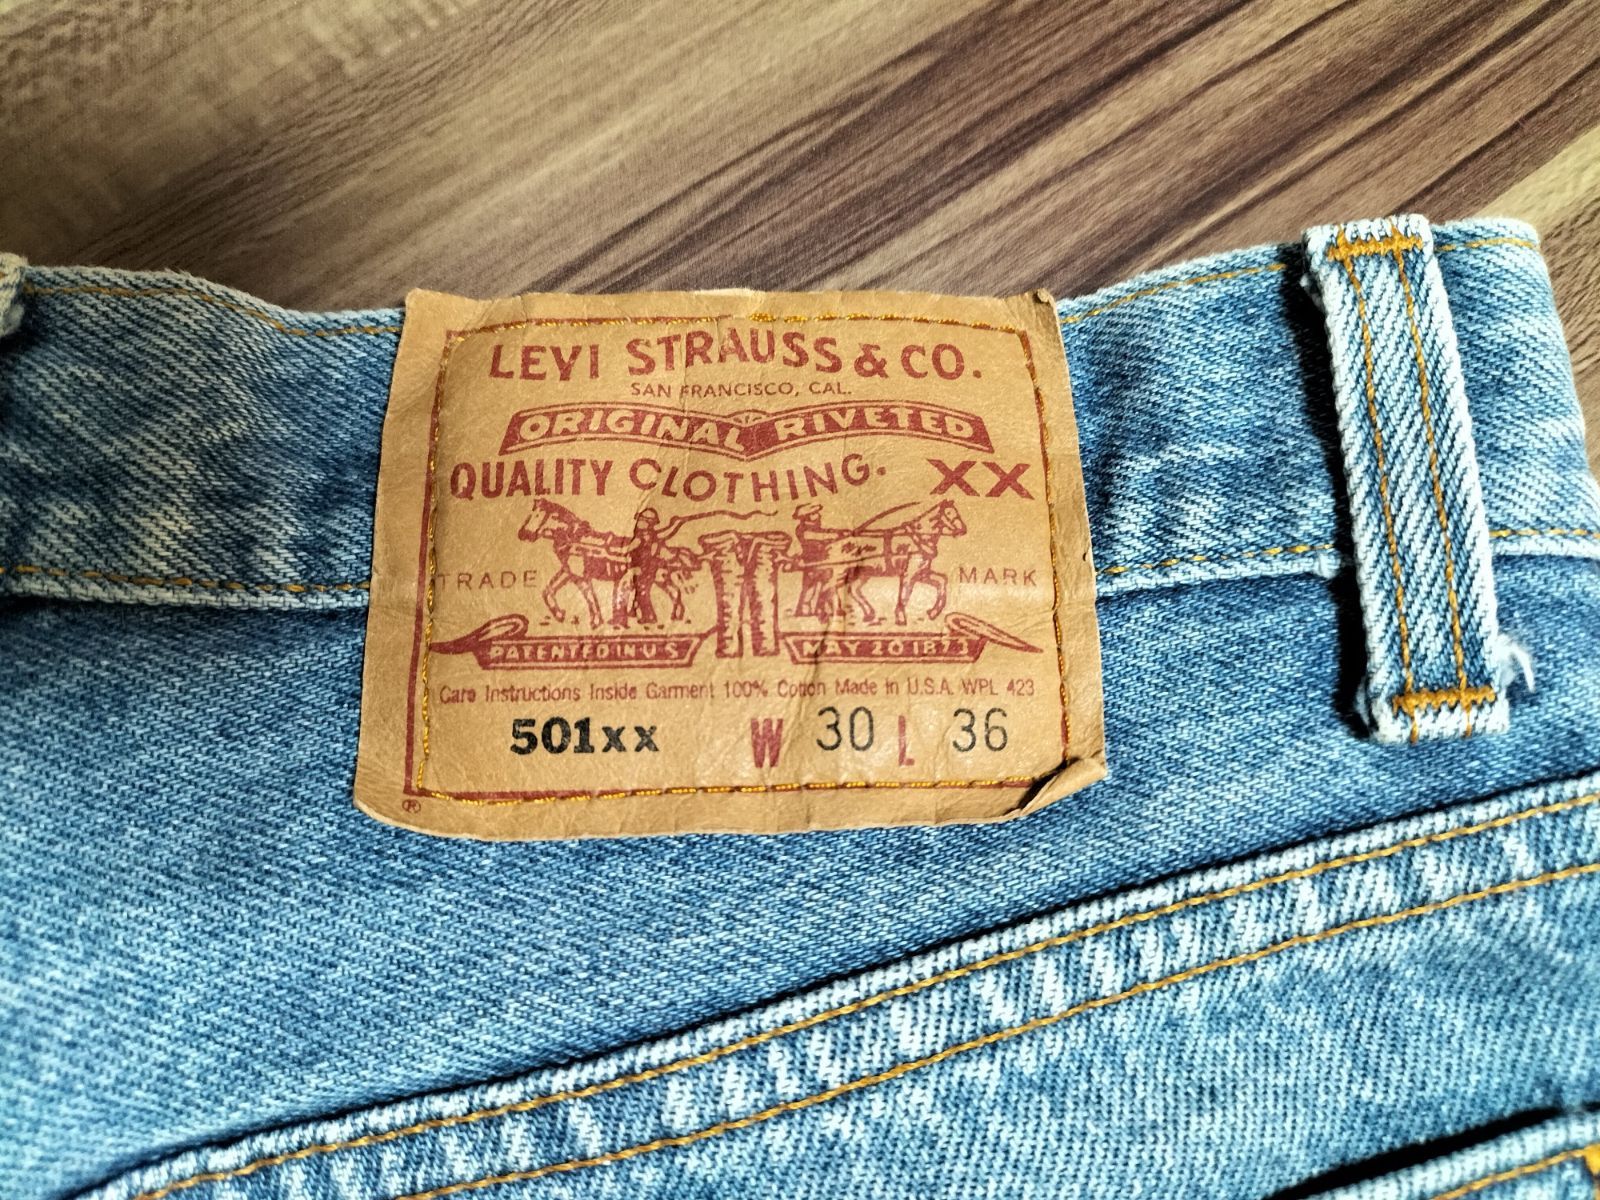 LEVI STRAUSS & CO.
SAN FRANCISCO, CAL.
ORIGINAL RIVETED
QUALITY CLOTHING. XX
TRADE MARK
PATENTED IN U S MAY 20 1873
Care Instructions Inside Garment 100% Cotton Made in U.S.A. WPL 423
501xx W 30 L 36
®